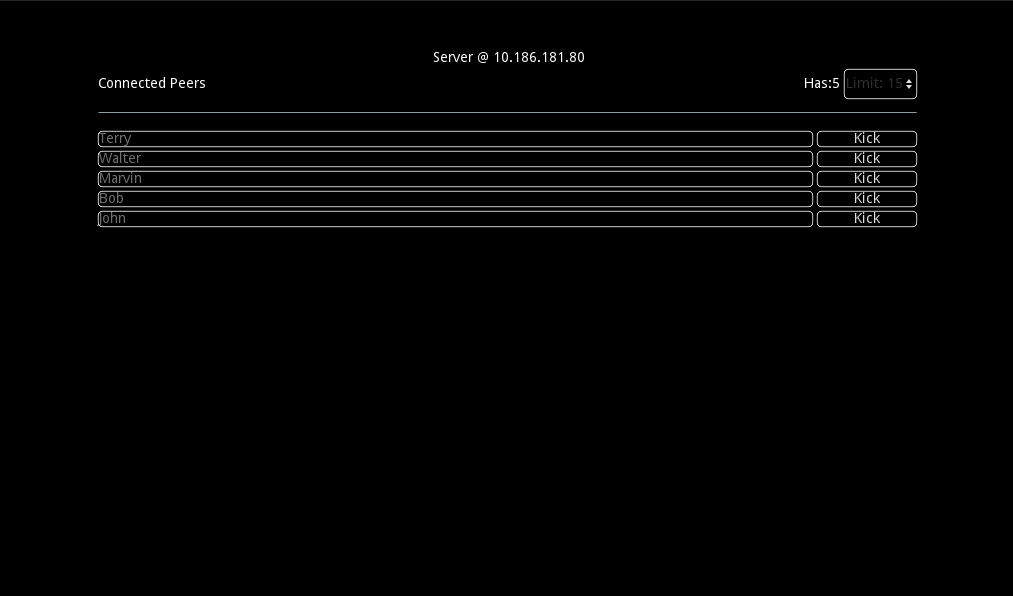 Server @ 10.186.181.80
Connected Peers Has:5 Limit: 15
Terry Kick
Walter Kick
Marvin Kick
Bob Kick
John Kick